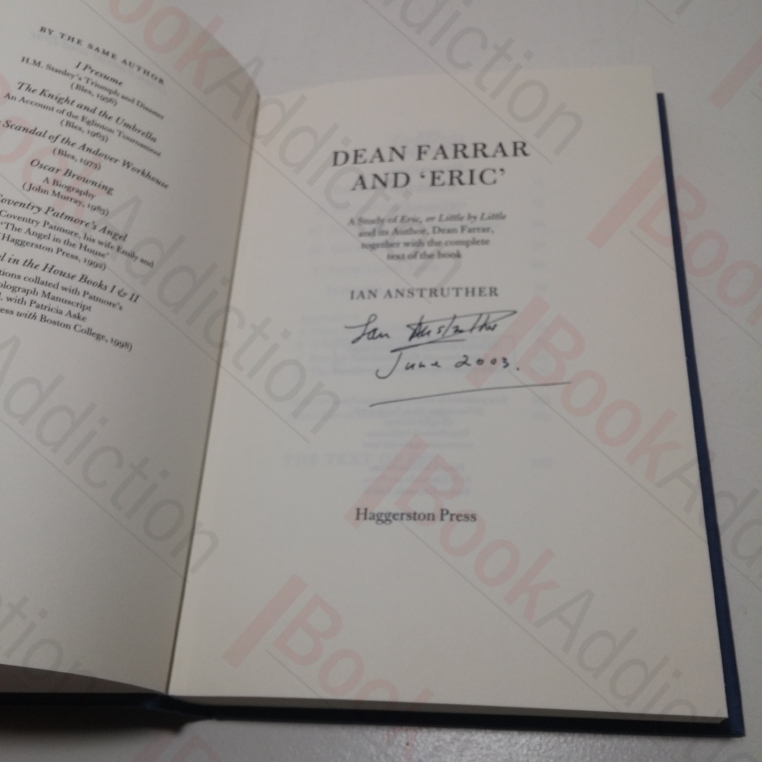 BY THE SAME AUTHOR
I Presume
H.M. Stanley's Triumph and Disaster
(Bles, 1956)
The Knight and the Umbrella
An Account of the Eglinton Tournament
(Bles, 1963)
Scandal of the Andover Workhouse
(Bles, 1973)
Oscar Browning
A Biography
(John Murray, 1983)
Coventry Patmore's Angel
Coventry Patmore, his wife Emily and
'The Angel in the House'
Haggerston Press, 1992)
l in the House Books I & II
tions collated with Patmore's
olograph Manuscript
. with Patricia Aske
ess with Boston College, 1998)
DEAN FARRAR
AND 'ERIC'
A Study of Eric, or Little by Little
and its Author, Dean Farrar,
together with the complete
text of the book
IAN ANSTRUTHER
Ian Anstruther
June 2003.
Haggerston Press
BookAddiction